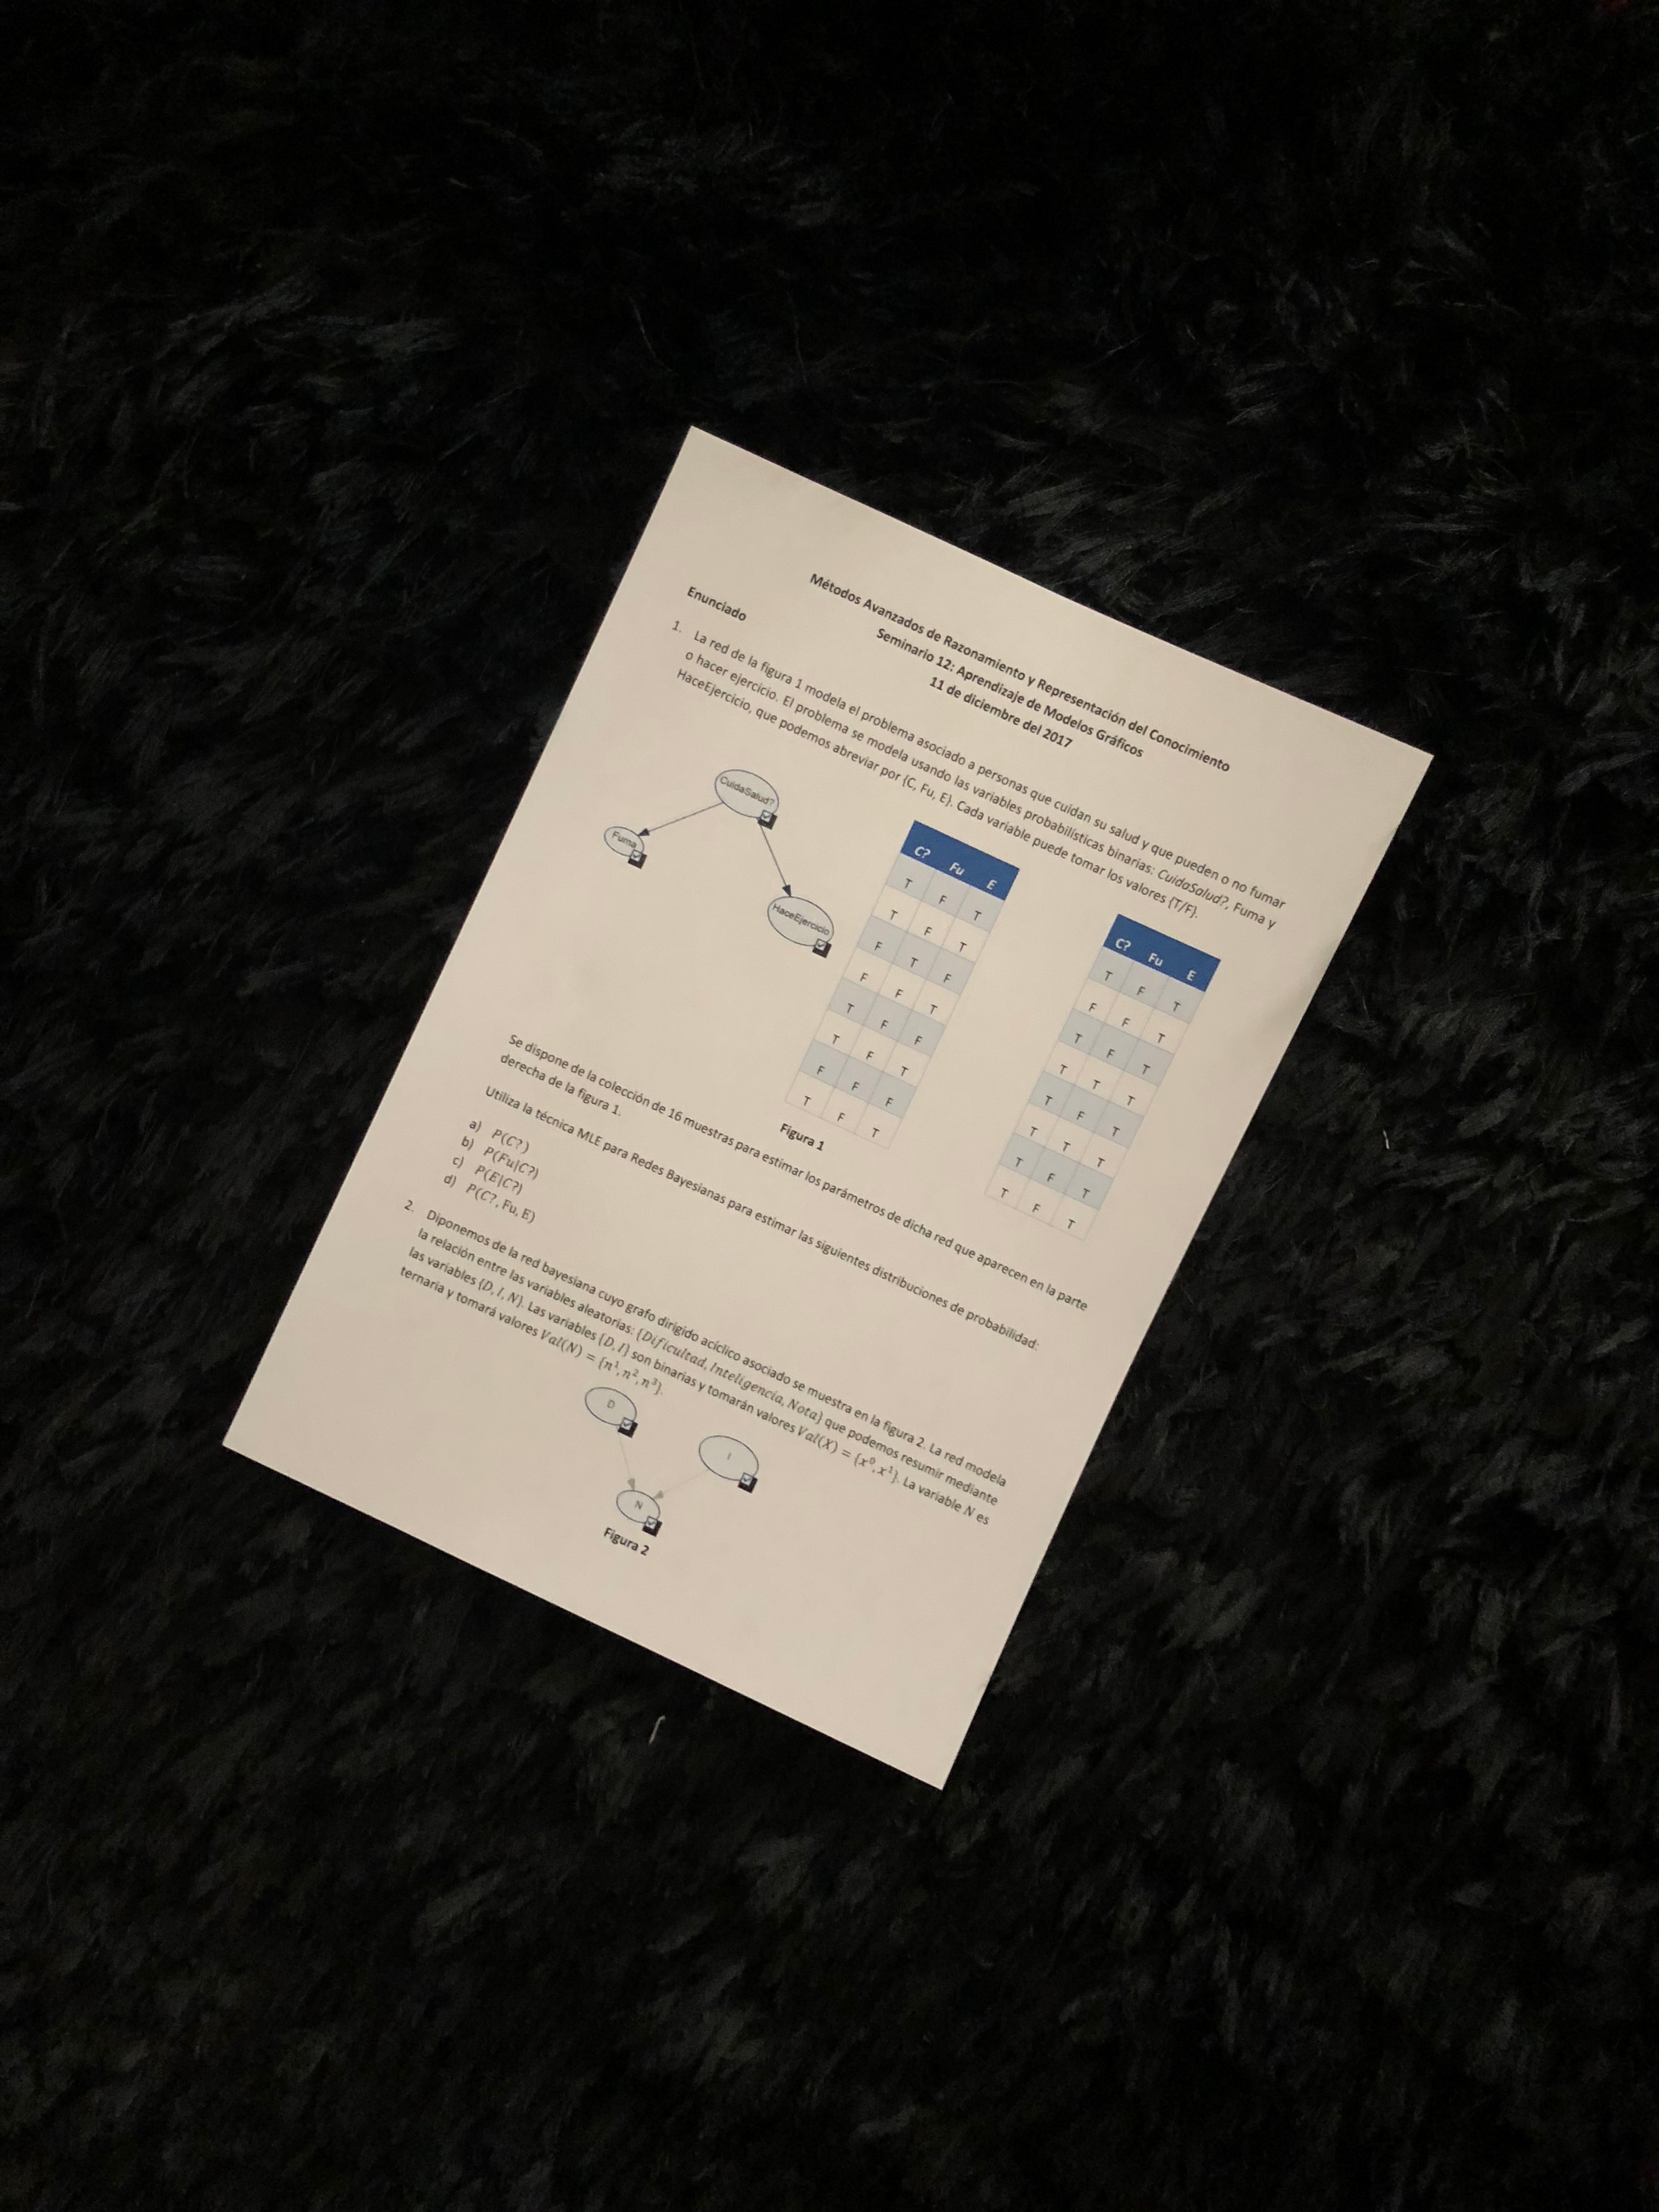 Métodos Avanzados de Razonamiento y Representación del Conocimiento
Seminario 12: Aprendizaje de Modelos Gráficos
11 de diciembre del 2017
Enunciado
1. La red de la figura 1 modela el problema asociado a personas que cuidan su salud y que pueden o no fumar
o hacer ejercicio. El problema se modela usando las variables probabilísticas binarias: CuidaSalud?, Fuma y
HaceEjercicio, que podemos abreviar por {C, Fu, E}. Cada variable puede tomar los valores {T/F}.
CuidaSalud?
Fuma
HaceEjercicio
C? Fu E
T F T
T F T
F T F
F F T
T F F
T F T
F F F
T F T
C? Fu E
T F T
F F T
T F T
T T T
T F T
T T T
T F T
T F T
Figura 1
Se dispone de la colección de 16 muestras para estimar los parámetros de dicha red que aparecen en la parte
derecha de la figura 1.
Utiliza la técnica MLE para Redes Bayesianas para estimar las siguientes distribuciones de probabilidad:
a) P(C?)
b) P(Fu|C?)
c) P(E|C?)
d) P(C?, Fu, E)
2. Diponemos de la red bayesiana cuyo grafo dirigido acíclico asociado se muestra en la figura 2. La red modela
la relación entre las variables aleatorias: {Dificultad, Inteligencia, Nota} que podemos resumir mediante
las variables {D, I, N}. Las variables {D, I} son binarias y tomarán valores Val(X) = {x⁰, x¹}. La variable N es
ternaria y tomará valores Val(N) = {n¹, n², n³}.
D
I
N
Figura 2